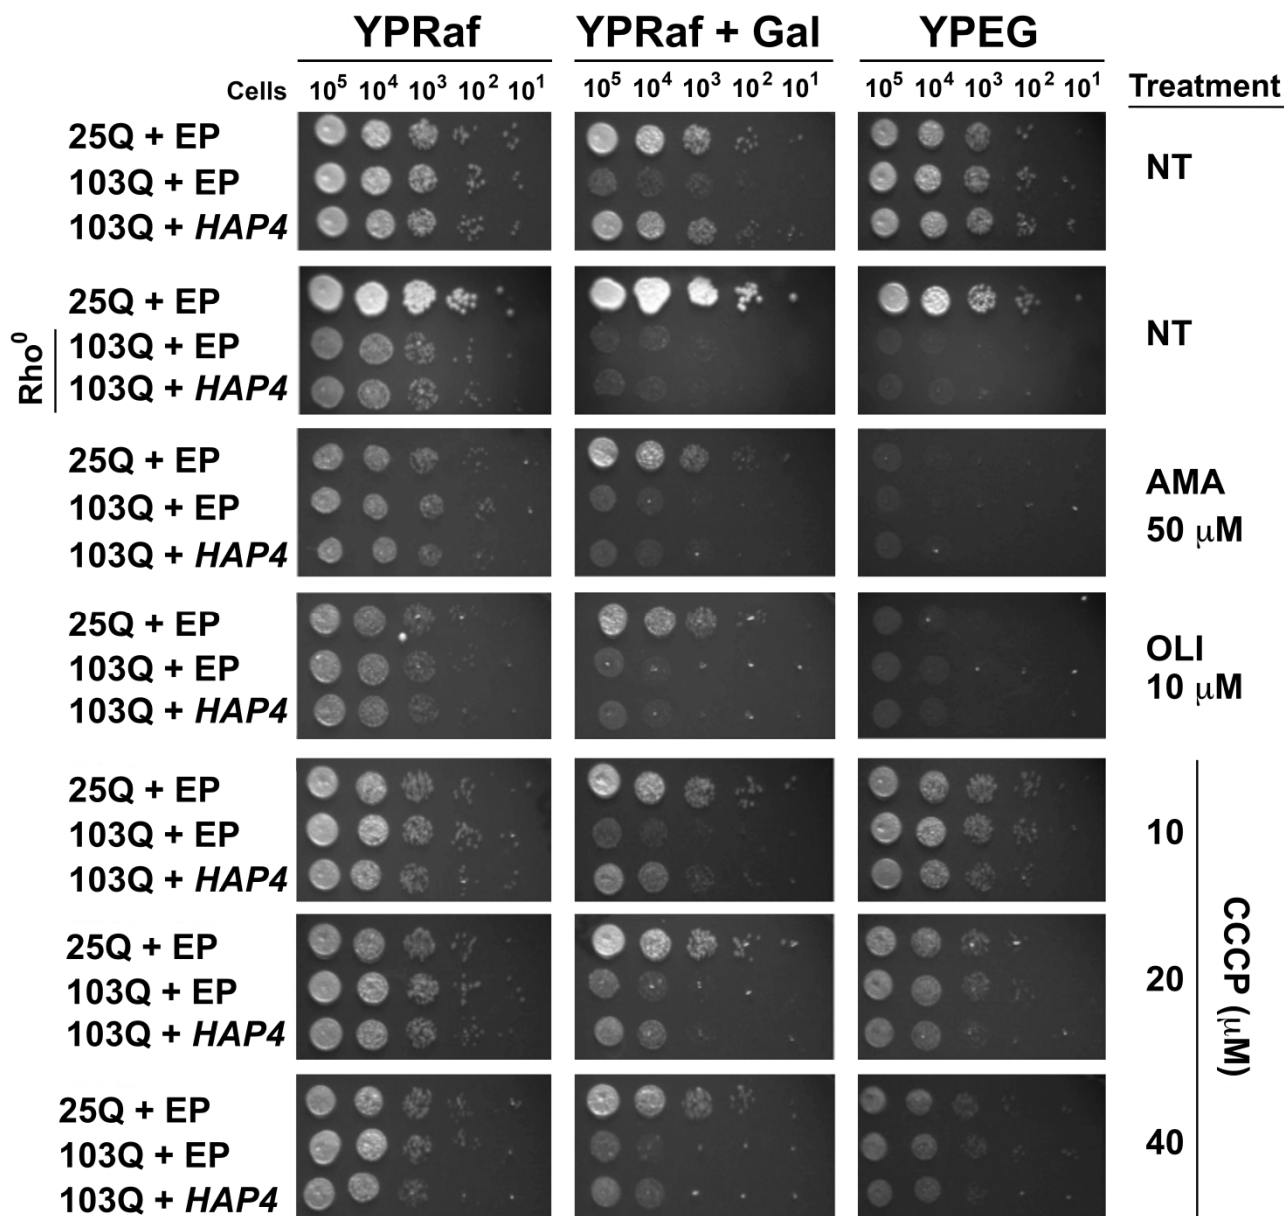 YPRaf YPRaf + Gal YPEG
Cells 10⁵ 10⁴ 10³ 10² 10¹ 10⁵ 10⁴ 10³ 10² 10¹ 10⁵ 10⁴ 10³ 10² 10¹ Treatment
25Q + EP
103Q + EP NT
103Q + HAP4
25Q + EP
Rho⁰ 103Q + EP NT
103Q + HAP4
25Q + EP
103Q + EP AMA
103Q + HAP4 50 μM
25Q + EP
103Q + EP OLI
103Q + HAP4 10 μM
25Q + EP
103Q + EP 10
103Q + HAP4
25Q + EP
103Q + EP 20
103Q + HAP4
25Q + EP
103Q + EP 40
103Q + HAP4
CCCP (μM)